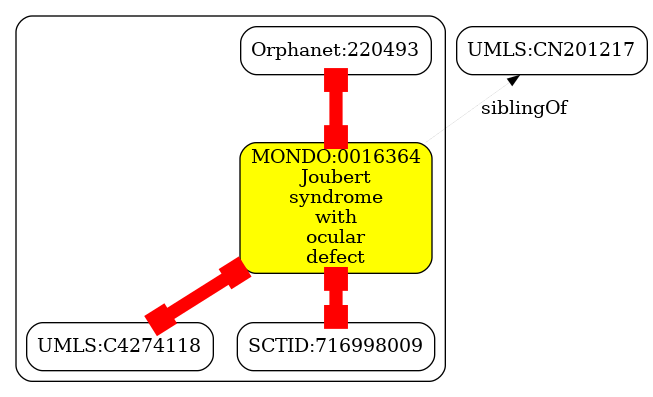 Orphanet:220493
UMLS:CN201217
siblingOf
MONDO:0016364
Joubert
syndrome
with
ocular
defect
UMLS:C4274118
SCTID:716998009